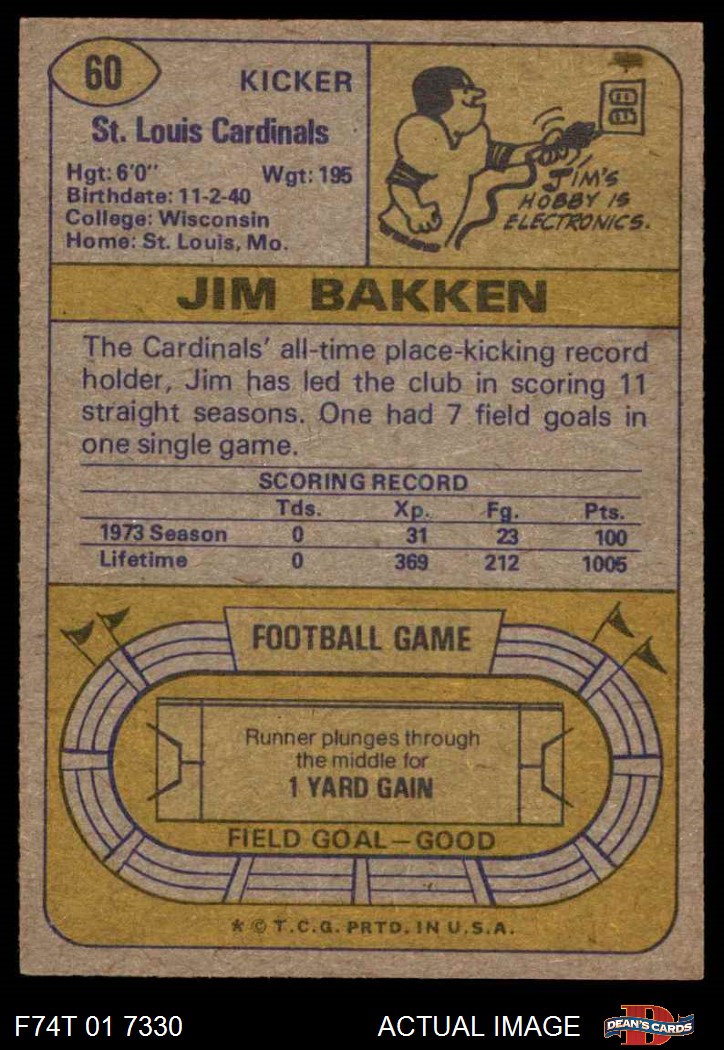 60
KICKER
St. Louis Cardinals
Hgt: 6'0" Wgt: 195
Birthdate: 11-2-40
College: Wisconsin
Home: St. Louis, Mo.
JIM'S
HOBBY IS
ELECTRONICS.
JIM BAKKEN
The Cardinals' all-time place-kicking record
holder, Jim has led the club in scoring 11
straight seasons. One had 7 field goals in
one single game.
SCORING RECORD
Tds. Xp. Fg. Pts.
1973 Season 0 31 23 100
Lifetime 0 369 212 1005
FOOTBALL GAME
Runner plunges through
the middle for
1 YARD GAIN
FIELD GOAL—GOOD
* © T.C.G. PRTD. IN U.S.A.
F74T 01 7330 ACTUAL IMAGE
DEAN'S CARDS